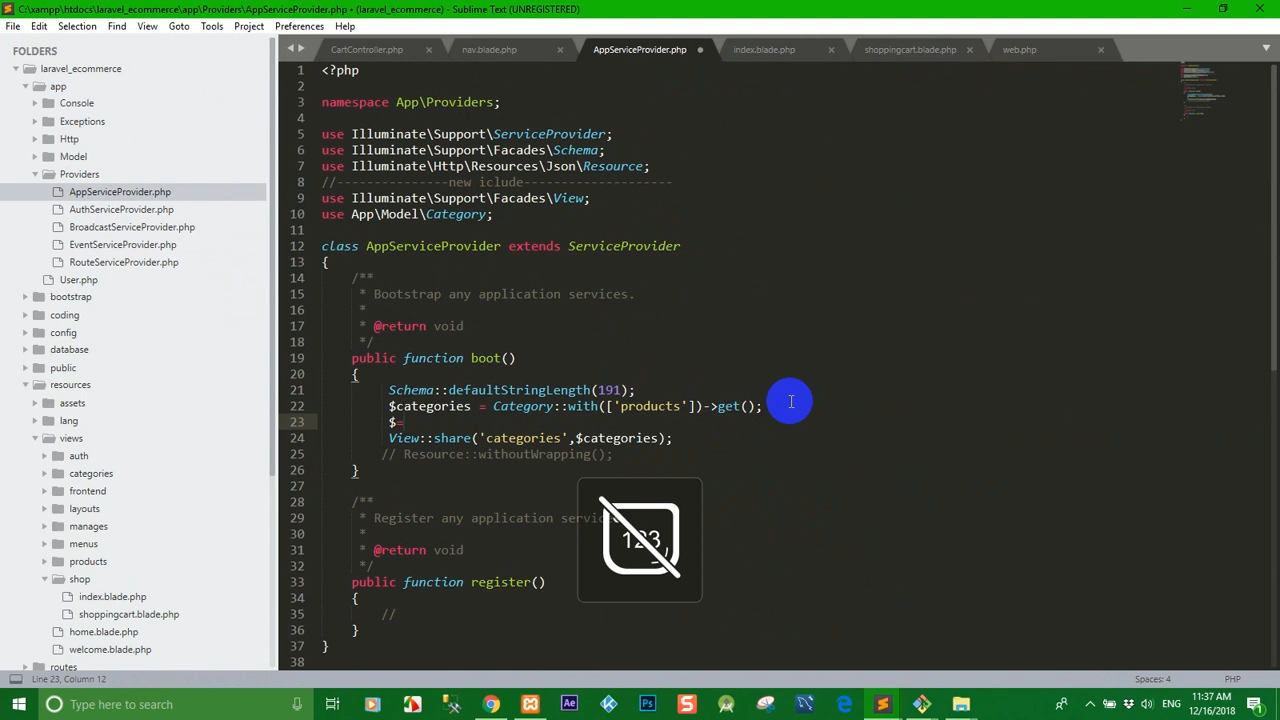 C:\xampp\htdocs\laravel_ecommerce\app\Providers\AppServiceProvider.php • (laravel_ecommerce) - Sublime Text (UNREGISTERED)
File Edit Selection Find View Goto Tools Project Preferences Help
FOLDERS
laravel_ecommerce
app
Console
Exceptions
Http
Model
Providers
AppServiceProvider.php
AuthServiceProvider.php
BroadcastServiceProvider.php
EventServiceProvider.php
RouteServiceProvider.php
User.php
bootstrap
coding
config
database
public
resources
assets
lang
views
auth
categories
frontend
layouts
manages
menus
products
shop
index.blade.php
shoppingcart.blade.php
home.blade.php
welcome.blade.php
routes
CartController.php nav.blade.php AppServiceProvider.php index.blade.php shoppingcart.blade.php web.php
1 <?php
2
3 namespace App\Providers;
4
5 use Illuminate\Support\ServiceProvider;
6 use Illuminate\Support\Facades\Schema;
7 use Illuminate\Http\Resources\Json\Resource;
8 //---------------new iclude--------------------
9 use Illuminate\Support\Facades\View;
10 use App\Model\Category;
11
12 class AppServiceProvider extends ServiceProvider
13 {
14 /**
15 * Bootstrap any application services.
16 *
17 * @return void
18 */
19 public function boot()
20 {
21 Schema::defaultStringLength(191);
22 $categories = Category::with(['products'])->get();
23 $=
24 View::share('categories',$categories);
25 // Resource::withoutWrapping();
26 }
27
28 /**
29 * Register any application servic
30 *
31 * @return void
32 */
33 public function register()
34 {
35 //
36 }
37 }
38
123
Line 23, Column 12 Spaces: 4 PHP
Type here to search
ENG
11:37 AM
12/16/2018
1